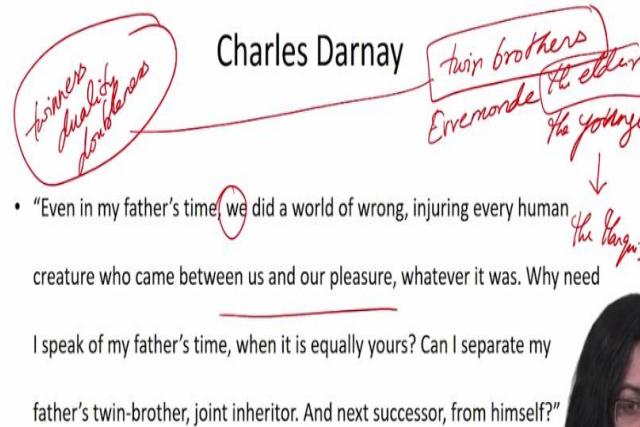 Charles Darnay
twin brothers
twinness
duality
doubleness
Evremonde
the elder
the younge
the Marqui
• “Even in my father’s time, we did a world of wrong, injuring every human
creature who came between us and our pleasure, whatever it was. Why need
I speak of my father’s time, when it is equally yours? Can I separate my
father’s twin-brother, joint inheritor. And next successor, from himself?”